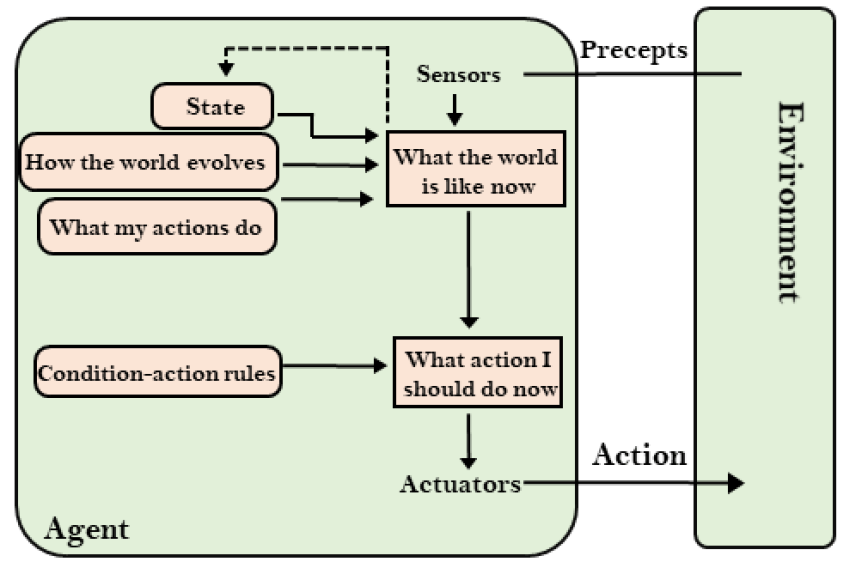 Precepts
Sensors
State
How the world evolves
What my actions do
What the world
is like now
Environment
Condition-action rules
What action I
should do now
Action
Actuators
Agent